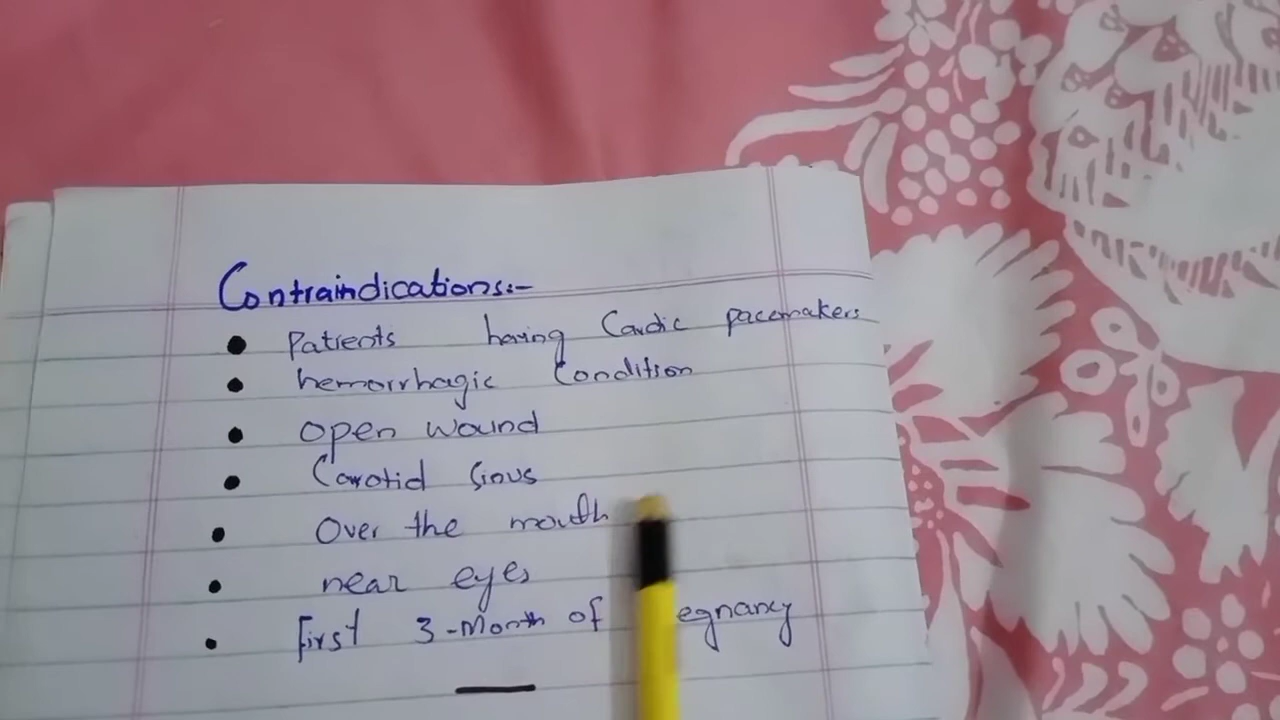 Contraindications:-
• Patients having Cardic pacemakers
• hemorrhagic Condition
• open wound
• Carotid Sinus
• Over the mouth
• near eyes
• First 3-Month of egnancy